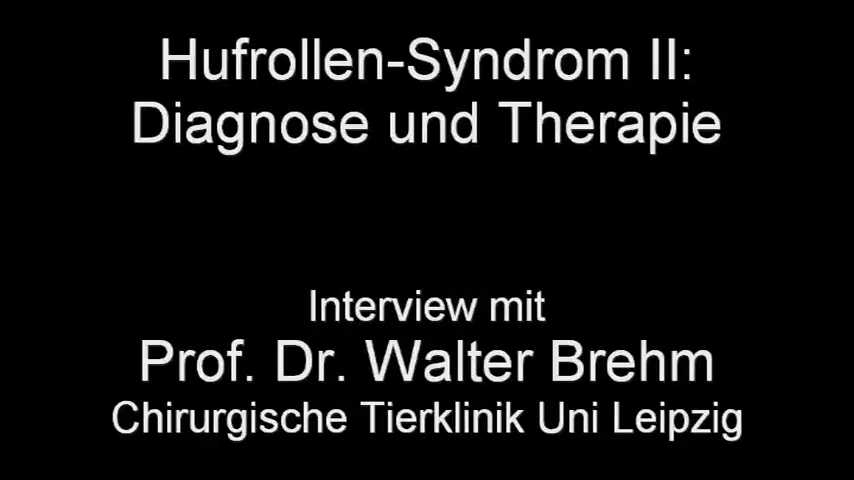 Hufrollen-Syndrom II:
Diagnose und Therapie
Interview mit
Prof. Dr. Walter Brehm
Chirurgische Tierklinik Uni Leipzig